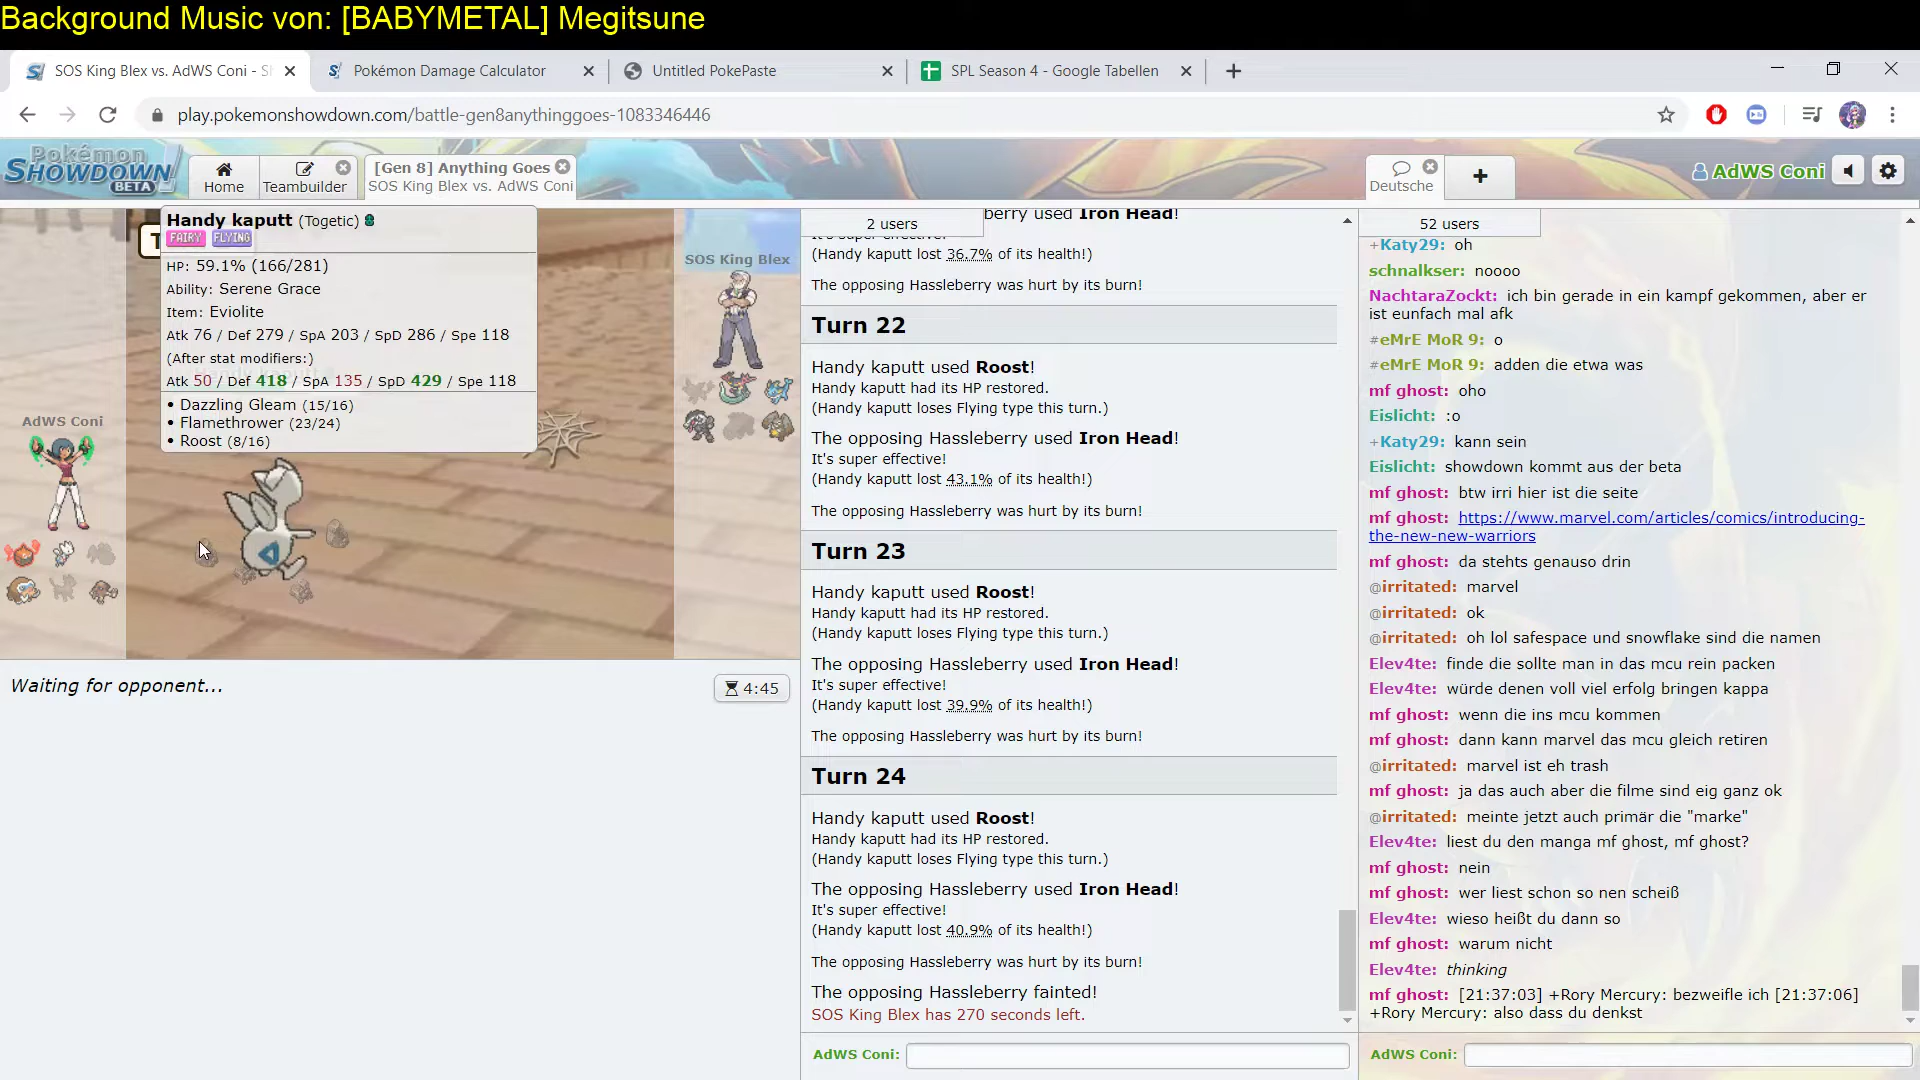 Background Music von: [BABYMETAL] Megitsune
SOS King Blex vs. AdWS Coni - S
Pokémon Damage Calculator
Untitled PokePaste
SPL Season 4 - Google Tabellen
play.pokemonshowdown.com/battle-gen8anythinggoes-1083346446
Pokémon
SHOWDOWN
BETA
Home
Teambuilder
[Gen 8] Anything Goes
SOS King Blex vs. AdWS Coni
Deutsche
AdWS Coni
Handy kaputt (Togetic)
FAIRY FLYING
HP: 59.1% (166/281)
Ability: Serene Grace
Item: Eviolite
Atk 76 / Def 279 / SpA 203 / SpD 286 / Spe 118
(After stat modifiers:)
Atk 50 / Def 418 / SpA 135 / SpD 429 / Spe 118
• Dazzling Gleam (15/16)
• Flamethrower (23/24)
• Roost (8/16)
SOS King Blex
AdWS Coni
Waiting for opponent...
4:45
2 users
berry used Iron Head!
(Handy kaputt lost 36.7% of its health!)
The opposing Hassleberry was hurt by its burn!
Turn 22
Handy kaputt used Roost!
Handy kaputt had its HP restored.
(Handy kaputt loses Flying type this turn.)
The opposing Hassleberry used Iron Head!
It's super effective!
(Handy kaputt lost 43.1% of its health!)
The opposing Hassleberry was hurt by its burn!
Turn 23
Handy kaputt used Roost!
Handy kaputt had its HP restored.
(Handy kaputt loses Flying type this turn.)
The opposing Hassleberry used Iron Head!
It's super effective!
(Handy kaputt lost 39.9% of its health!)
The opposing Hassleberry was hurt by its burn!
Turn 24
Handy kaputt used Roost!
Handy kaputt had its HP restored.
(Handy kaputt loses Flying type this turn.)
The opposing Hassleberry used Iron Head!
It's super effective!
(Handy kaputt lost 40.9% of its health!)
The opposing Hassleberry was hurt by its burn!
The opposing Hassleberry fainted!
SOS King Blex has 270 seconds left.
AdWS Coni:
52 users
+Katy29: oh
schnalkser: noooo
NachtaraZockt: ich bin gerade in ein kampf gekommen, aber er
ist eunfach mal afk
#eMrE MoR 9: o
#eMrE MoR 9: adden die etwa was
mf ghost: oho
Eislicht: :o
+Katy29: kann sein
Eislicht: showdown kommt aus der beta
mf ghost: btw irri hier ist die seite
mf ghost: https://www.marvel.com/articles/comics/introducing-
the-new-new-warriors
mf ghost: da stehts genauso drin
@irritated: marvel
@irritated: ok
@irritated: oh lol safespace und snowflake sind die namen
Elev4te: finde die sollte man in das mcu rein packen
Elev4te: würde denen voll viel erfolg bringen kappa
mf ghost: wenn die ins mcu kommen
mf ghost: dann kann marvel das mcu gleich retiren
@irritated: marvel ist eh trash
mf ghost: ja das auch aber die filme sind eig ganz ok
@irritated: meinte jetzt auch primär die "marke"
Elev4te: liest du den manga mf ghost, mf ghost?
mf ghost: nein
mf ghost: wer liest schon so nen scheiß
Elev4te: wieso heißt du dann so
mf ghost: warum nicht
Elev4te: thinking
mf ghost: [21:37:03] +Rory Mercury: bezweifle ich [21:37:06]
+Rory Mercury: also dass du denkst
AdWS Coni: